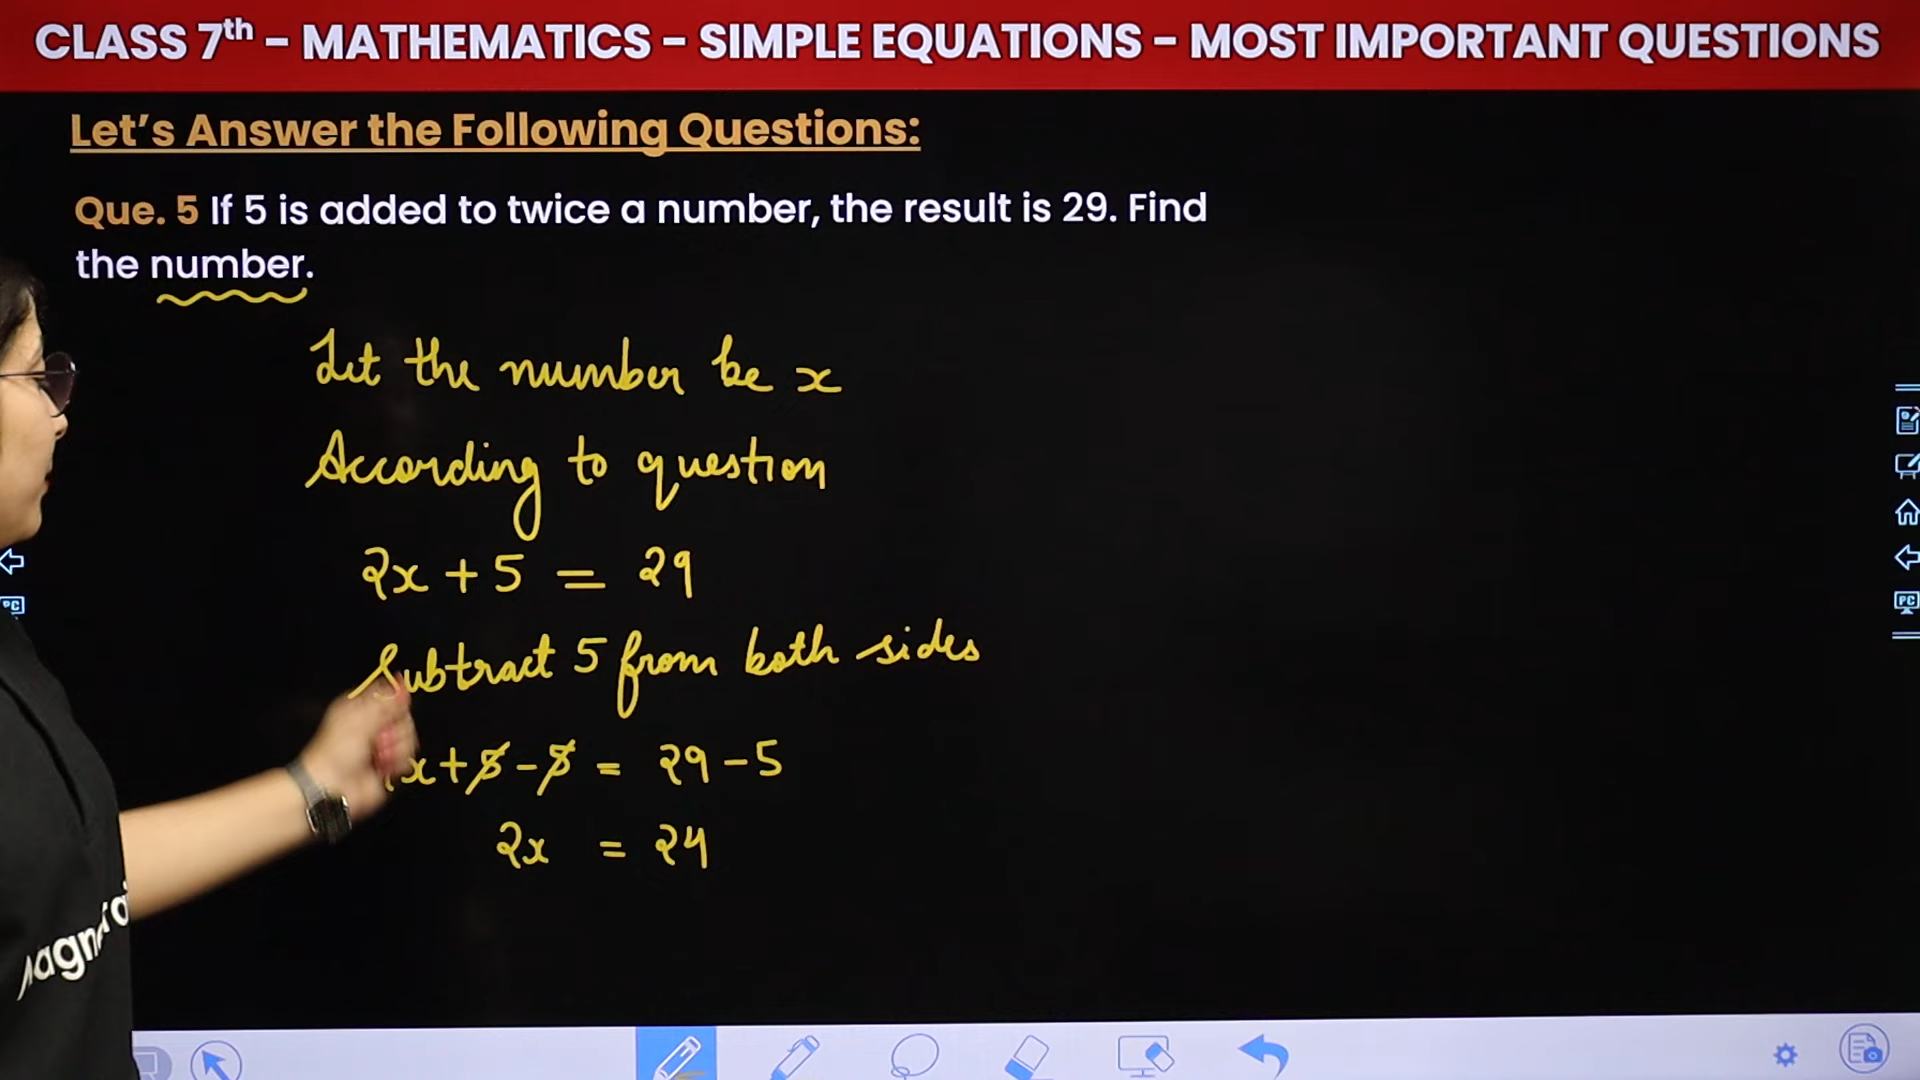 CLASS 7th - MATHEMATICS - SIMPLE EQUATIONS - MOST IMPORTANT QUESTIONS
Let's Answer the Following Questions:
Que. 5 If 5 is added to twice a number, the result is 29. Find
the number.
Let the number be x
According to question
2x + 5 = 29
Subtract 5 from both sides
x + 5 - 5 = 29 - 5
2x = 24
PC
PC